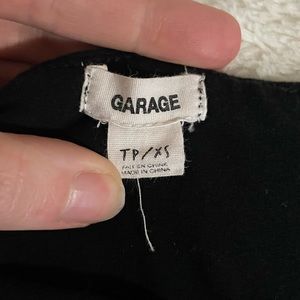 GARAGE
TP/XS
FAIT EN CHINE
MADE IN CHINA